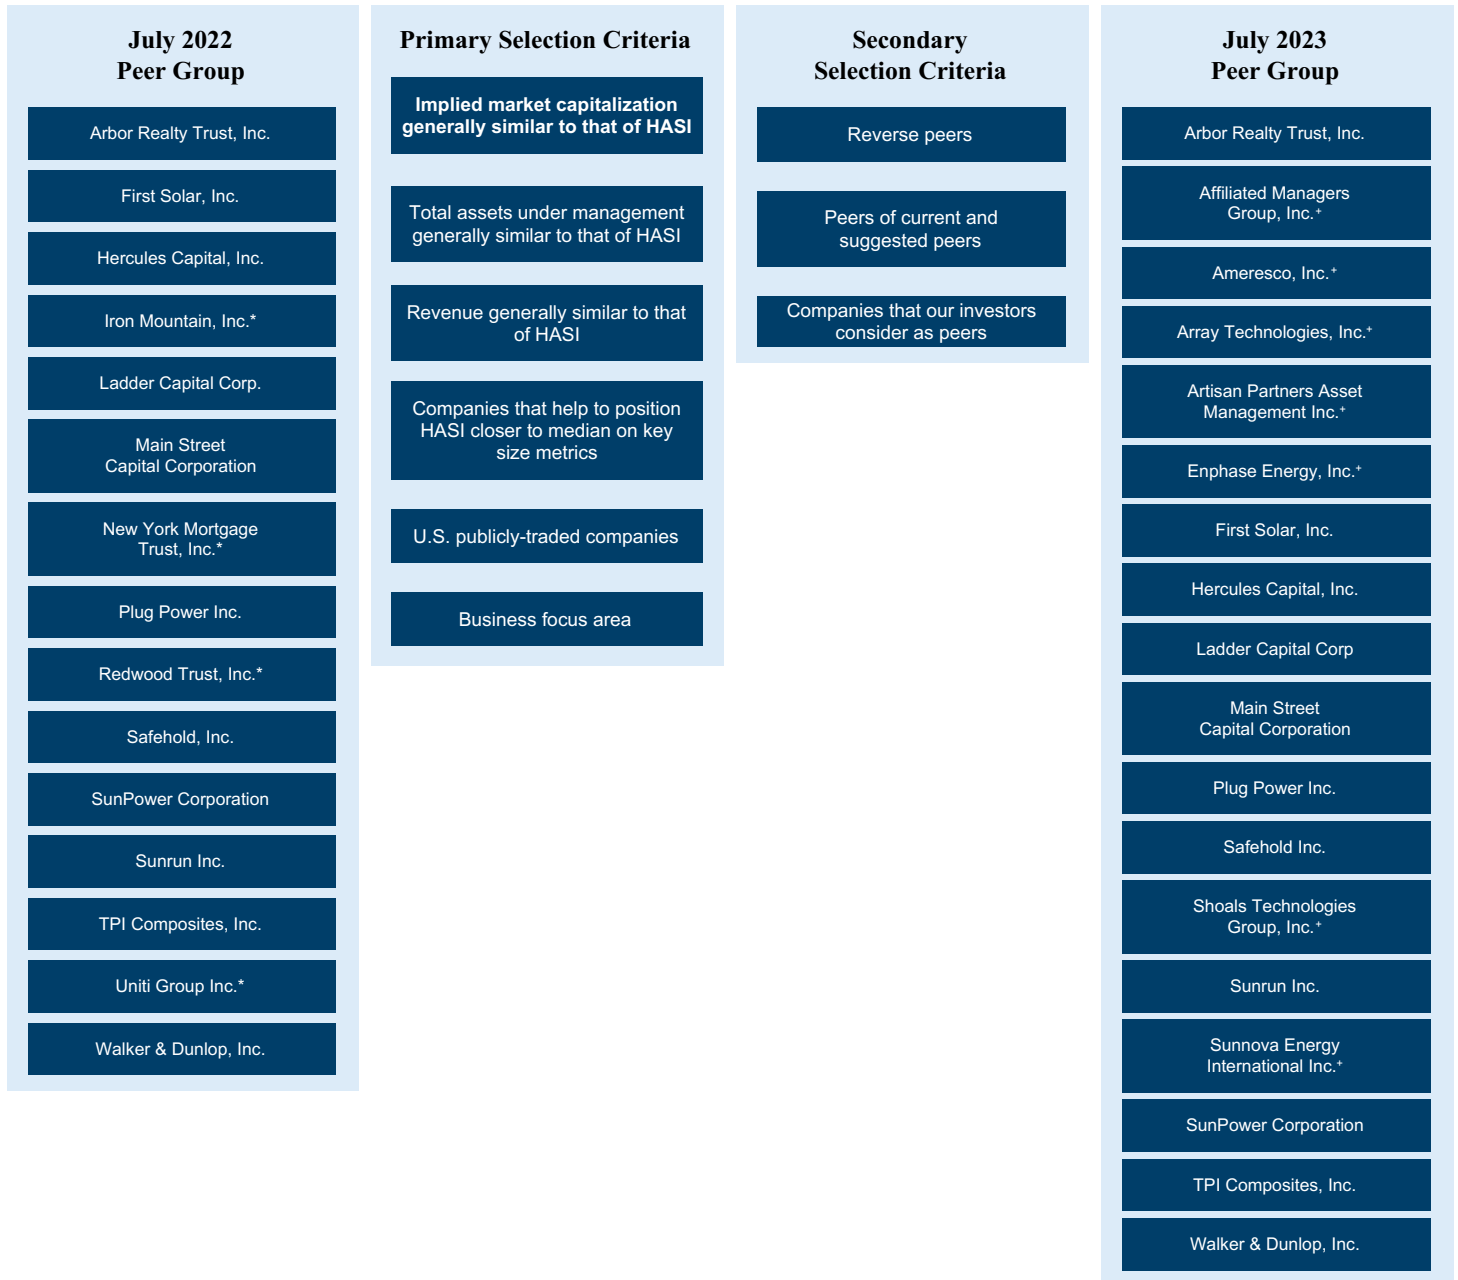 July 2022
Peer Group
Arbor Realty Trust, Inc.
First Solar, Inc.
Hercules Capital, Inc.
Iron Mountain, Inc.*
Ladder Capital Corp.
Main Street
Capital Corporation
New York Mortgage
Trust, Inc.*
Plug Power Inc.
Redwood Trust, Inc.*
Safehold, Inc.
SunPower Corporation
Sunrun Inc.
TPI Composites, Inc.
Uniti Group Inc.*
Walker & Dunlop, Inc.
Primary Selection Criteria
Implied market capitalization
generally similar to that of HASI
Total assets under management
generally similar to that of HASI
Revenue generally similar to that
of HASI
Companies that help to position
HASI closer to median on key
size metrics
U.S. publicly-traded companies
Business focus area
Secondary
Selection Criteria
Reverse peers
Peers of current and
suggested peers
Companies that our investors
consider as peers
July 2023
Peer Group
Arbor Realty Trust, Inc.
Affiliated Managers
Group, Inc.⁺
Ameresco, Inc.⁺
Array Technologies, Inc.⁺
Artisan Partners Asset
Management Inc.⁺
Enphase Energy, Inc.⁺
First Solar, Inc.
Hercules Capital, Inc.
Ladder Capital Corp
Main Street
Capital Corporation
Plug Power Inc.
Safehold Inc.
Shoals Technologies
Group, Inc.⁺
Sunrun Inc.
Sunnova Energy
International Inc.⁺
SunPower Corporation
TPI Composites, Inc.
Walker & Dunlop, Inc.